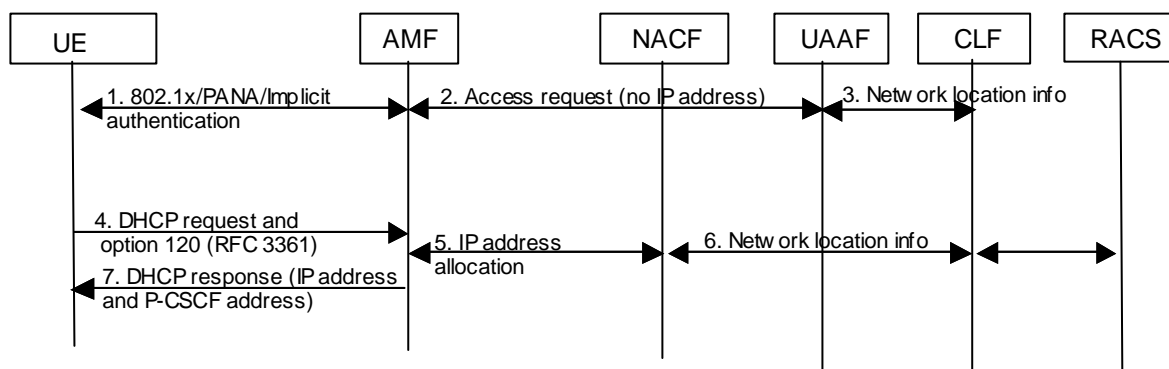 UE AMF NACF UAAF CLF RACS
1. 802.1x/PANA/Implicit
authentication
2. Access request (no IP address)
3. Network location info
4. DHCP request and
option 120 (RFC 3361)
5. IP address
allocation
6. Network location info
7. DHCP response (IP address
and P-CSCF address)